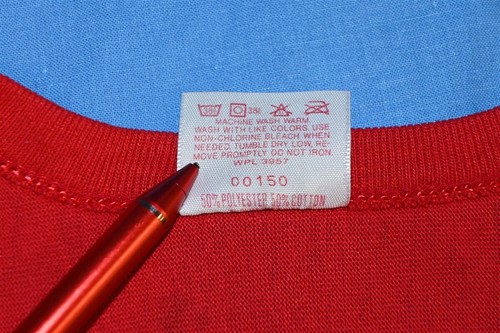 MACHINE WASH WARM.
WASH WITH LIKE COLORS. USE
NON-CHLORINE BLEACH WHEN
NEEDED. TUMBLE DRY LOW. RE-
MOVE PROMPTLY. DO NOT IRON.
WPL 3957
00150
50% POLYESTER 50% COTTON